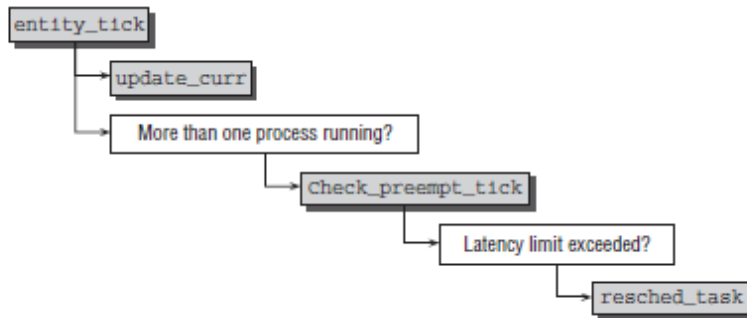 entity_tick
update_curr
More than one process running?
Check_preempt_tick
Latency limit exceeded?
resched_task